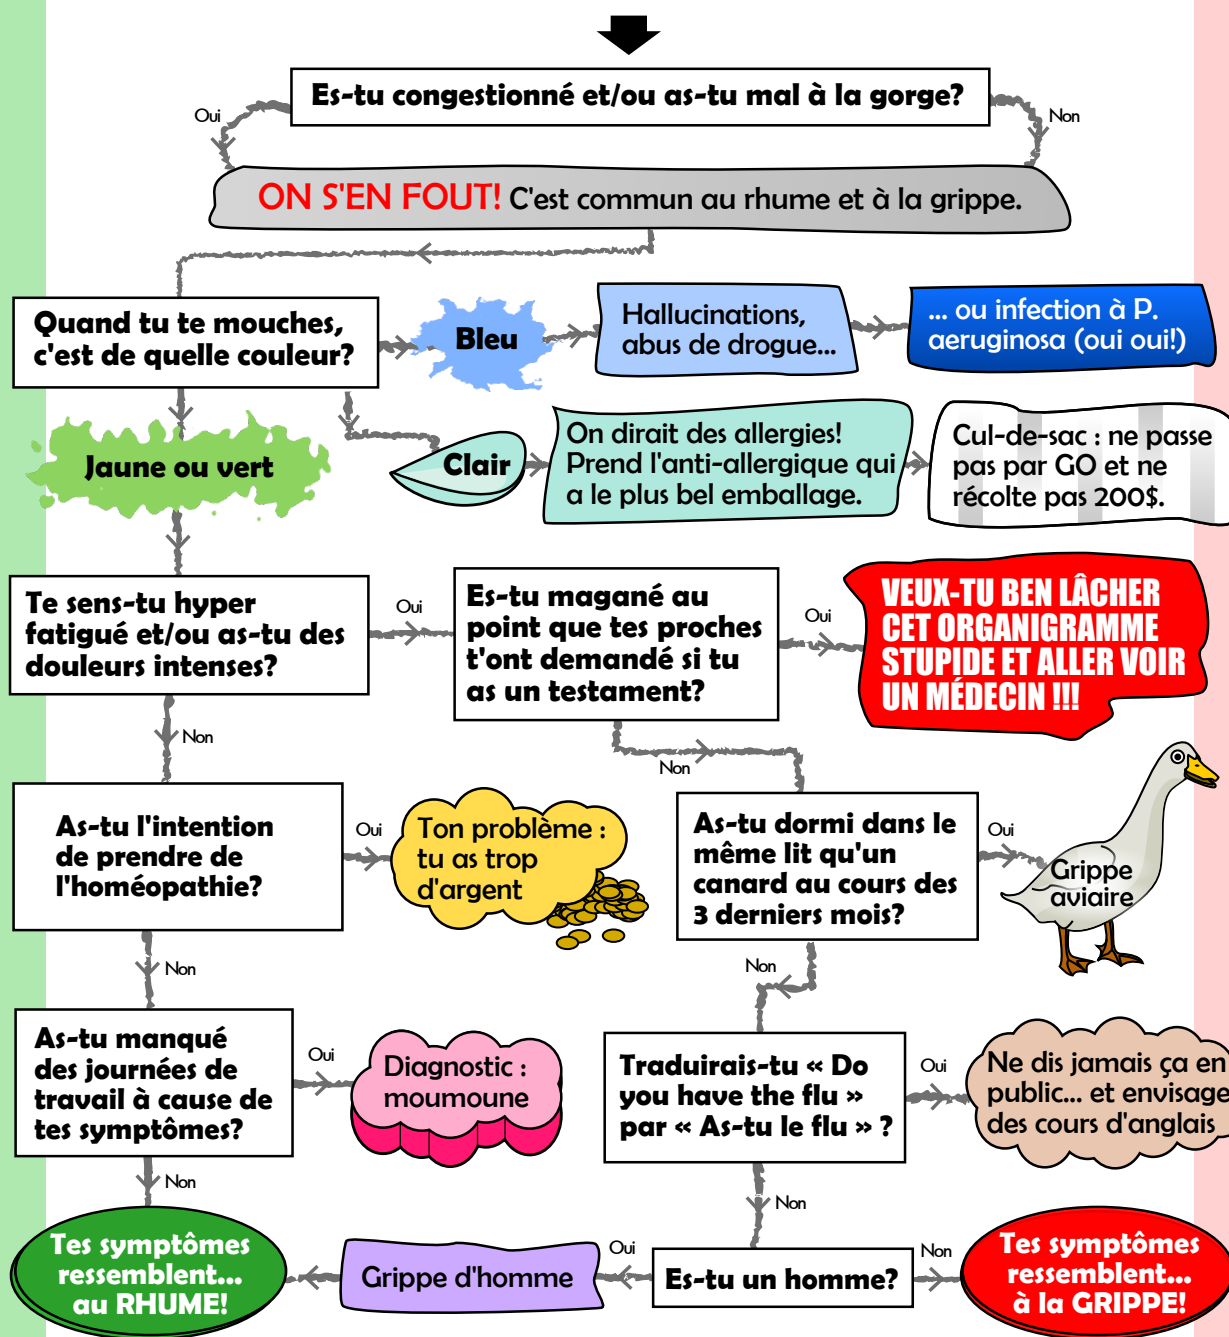 Es-tu congestionné et/ou as-tu mal à la gorge?
Oui
Non
ON S'EN FOUT! C'est commun au rhume et à la grippe.
Quand tu te mouches,
c'est de quelle couleur?
Bleu
Hallucinations,
abus de drogue...
... ou infection à P.
aeruginosa (oui oui!)
Jaune ou vert
Clair
On dirait des allergies!
Prend l'anti-allergique qui
a le plus bel emballage.
Cul-de-sac : ne passe
pas par GO et ne
récolte pas 200$.
Te sens-tu hyper
fatigué et/ou as-tu des
douleurs intenses?
Oui
Es-tu magané au
point que tes proches
t'ont demandé si tu
as un testament?
Oui
VEUX-TU BEN LÂCHER
CET ORGANIGRAMME
STUPIDE ET ALLER VOIR
UN MÉDECIN !!!
Non
Non
As-tu l'intention
de prendre de
l'homéopathie?
Oui
Ton problème :
tu as trop
d'argent
As-tu dormi dans le
même lit qu'un
canard au cours des
3 derniers mois?
Oui
Grippe
aviaire
Non
Non
As-tu manqué
des journées de
travail à cause de
tes symptômes?
Oui
Diagnostic :
moumoune
Traduirais-tu « Do
you have the flu »
par « As-tu le flu » ?
Oui
Ne dis jamais ça en
public... et envisage
des cours d'anglais
Non
Non
Tes symptômes
ressemblent...
au RHUME!
Grippe d'homme
Oui
Es-tu un homme?
Non
Tes symptômes
ressemblent...
à la GRIPPE!